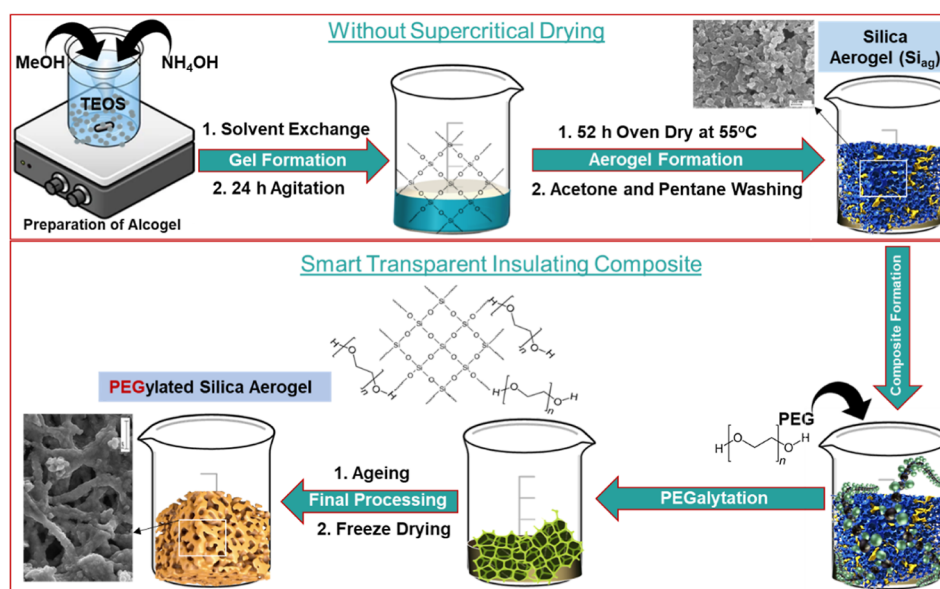 Without Supercritical Drying
MeOH
NH4OH
TEOS
Preparation of Alcogel
1. Solvent Exchange
Gel Formation
2. 24 h Agitation
1. 52 h Oven Dry at 55°C
Aerogel Formation
2. Acetone and Pentane Washing
Silica
Aerogel (Siag)
Composite Formation
Smart Transparent Insulating Composite
PEGylated Silica Aerogel
1. Ageing
Final Processing
2. Freeze Drying
PEGalytation
PEG